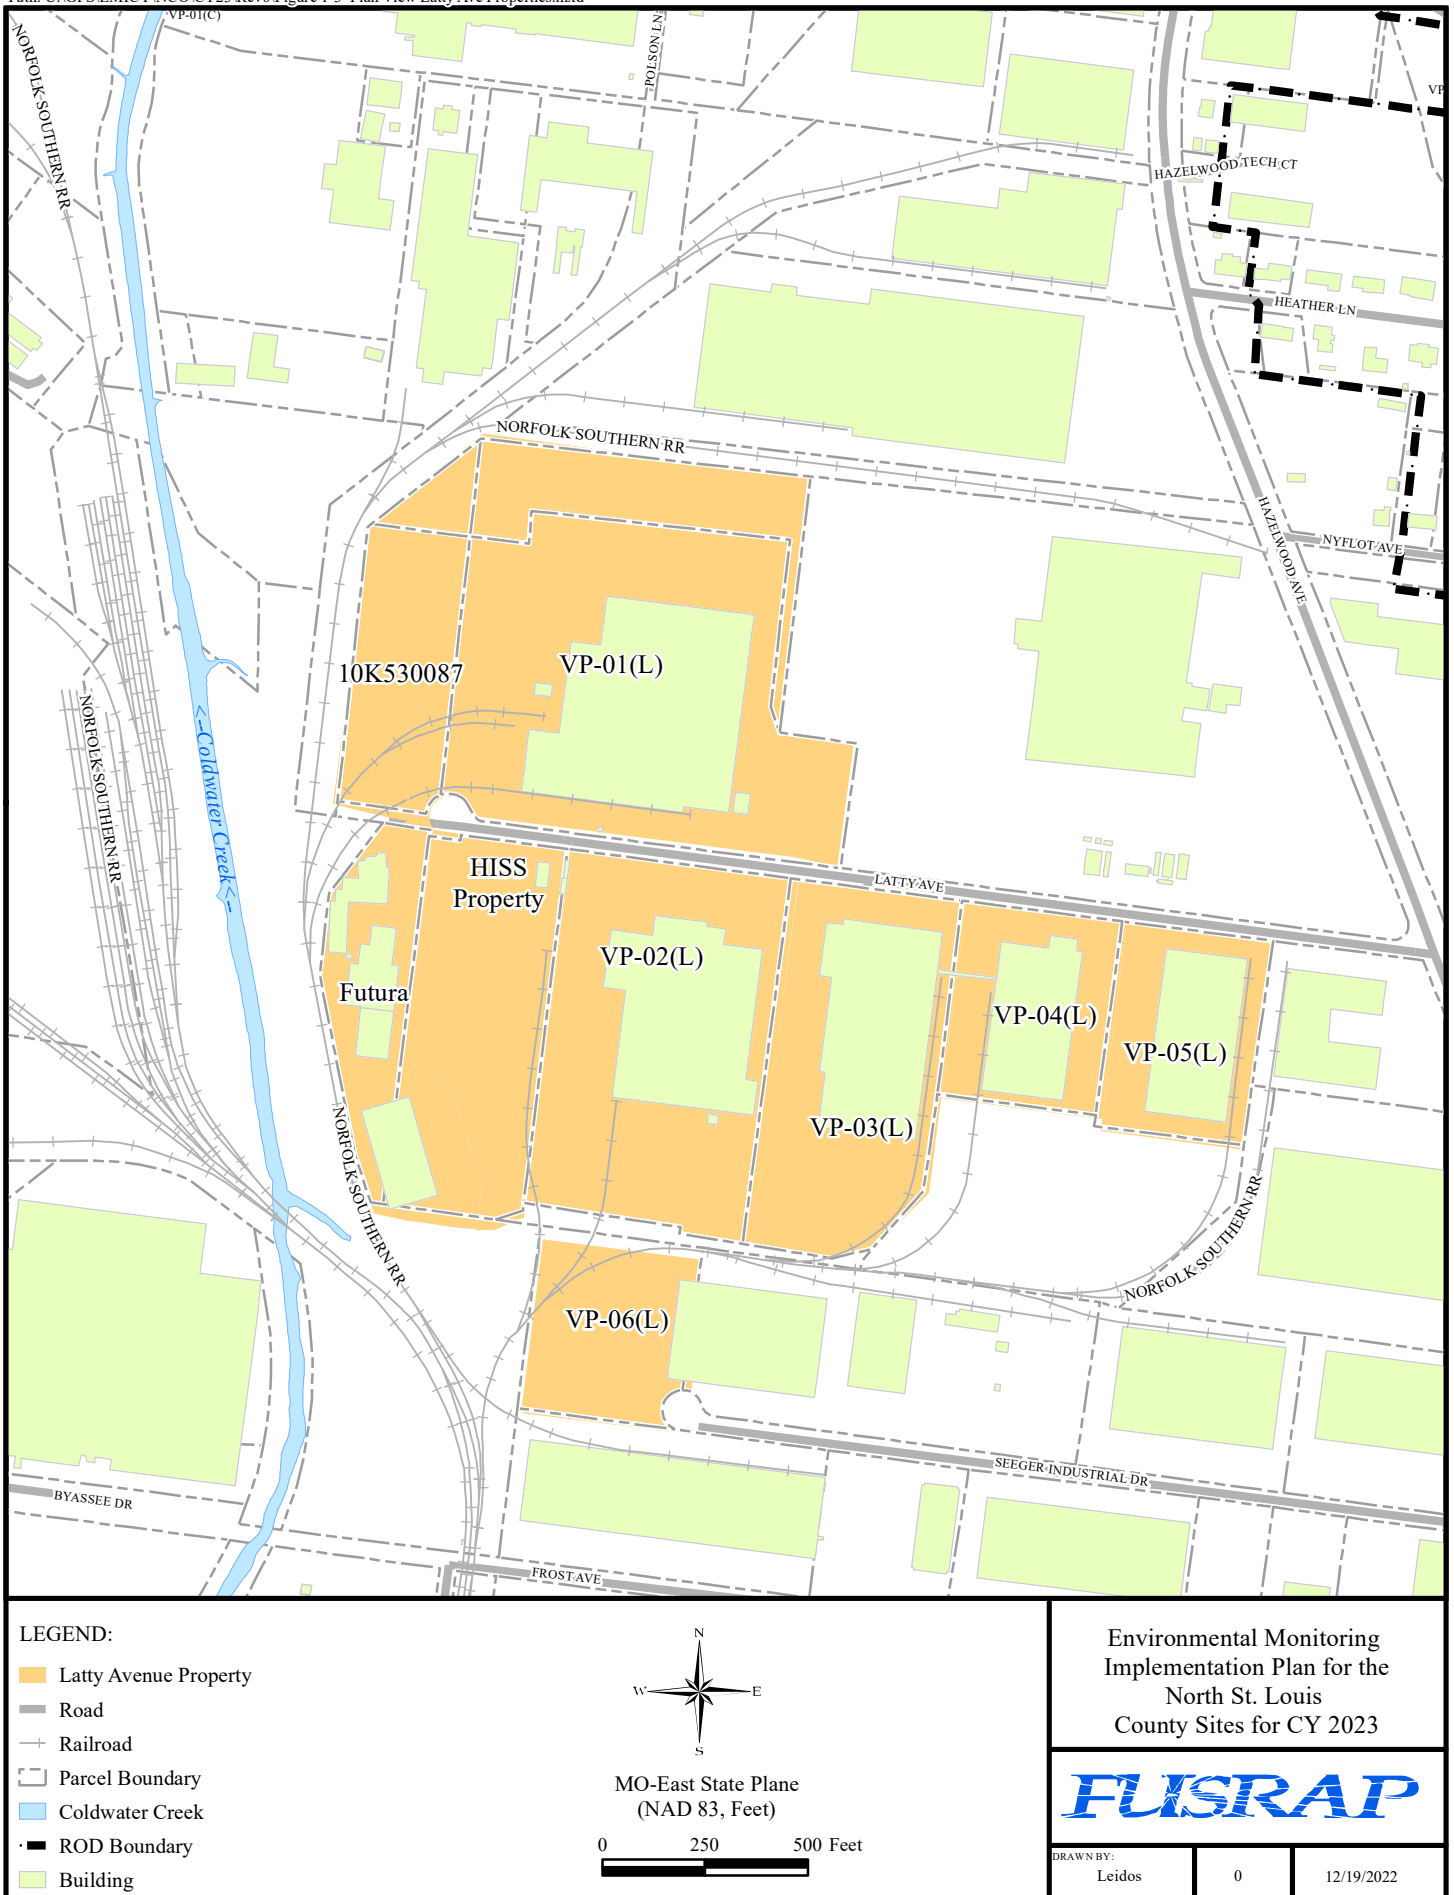 VP-01(C)
NORFOLK SOUTHERN RR
POLSON LN
VP
HAZELWOOD TECH CT
HEATHER LN
NORFOLK SOUTHERN RR
HAZELWOOD AVE
NYFLOT AVE
10K530087
VP-01(L)
NORFOLK SOUTHERN RR
<--Coldwater Creek<--
HISS
Property
LATTY AVE
VP-02(L)
Futura
VP-04(L)
VP-05(L)
VP-03(L)
NORFOLK SOUTHERN RR
NORFOLK SOUTHERN RR
VP-06(L)
SEEGER INDUSTRIAL DR
BYASSEE DR
FROST AVE
LEGEND:
Latty Avenue Property
Road
Railroad
Parcel Boundary
Coldwater Creek
ROD Boundary
Building
N
W E
S
MO-East State Plane
(NAD 83, Feet)
0 250 500 Feet
Environmental Monitoring
Implementation Plan for the
North St. Louis
County Sites for CY 2023
FUSRAP
DRAWN BY:
Leidos 0 12/19/2022